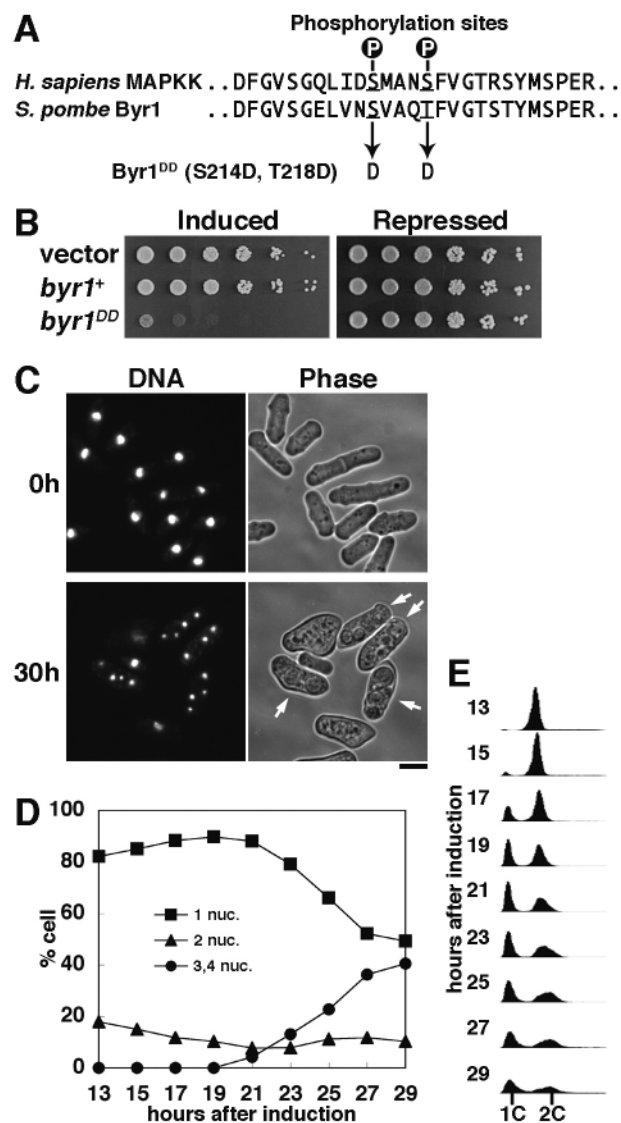 A
Phosphorylation sites
P P
H. sapiens MAPKK ..DFGVSGQLIDSMANSFVGTRSYMSPER..
S. pombe Byr1 ..DFGVSGELVNSVAQTFVGTSTYMSPER..
Byr1DD (S214D, T218D) D D
B
Induced Repressed
vector
byr1+
byr1DD
C
DNA Phase
0h
30h
D
100
80
60
40
20
0
% cell
1 nuc.
2 nuc.
3,4 nuc.
13 15 17 19 21 23 25 27 29
hours after induction
E
13
15
17
19
21
23
25
27
29
hours after induction
1C 2C